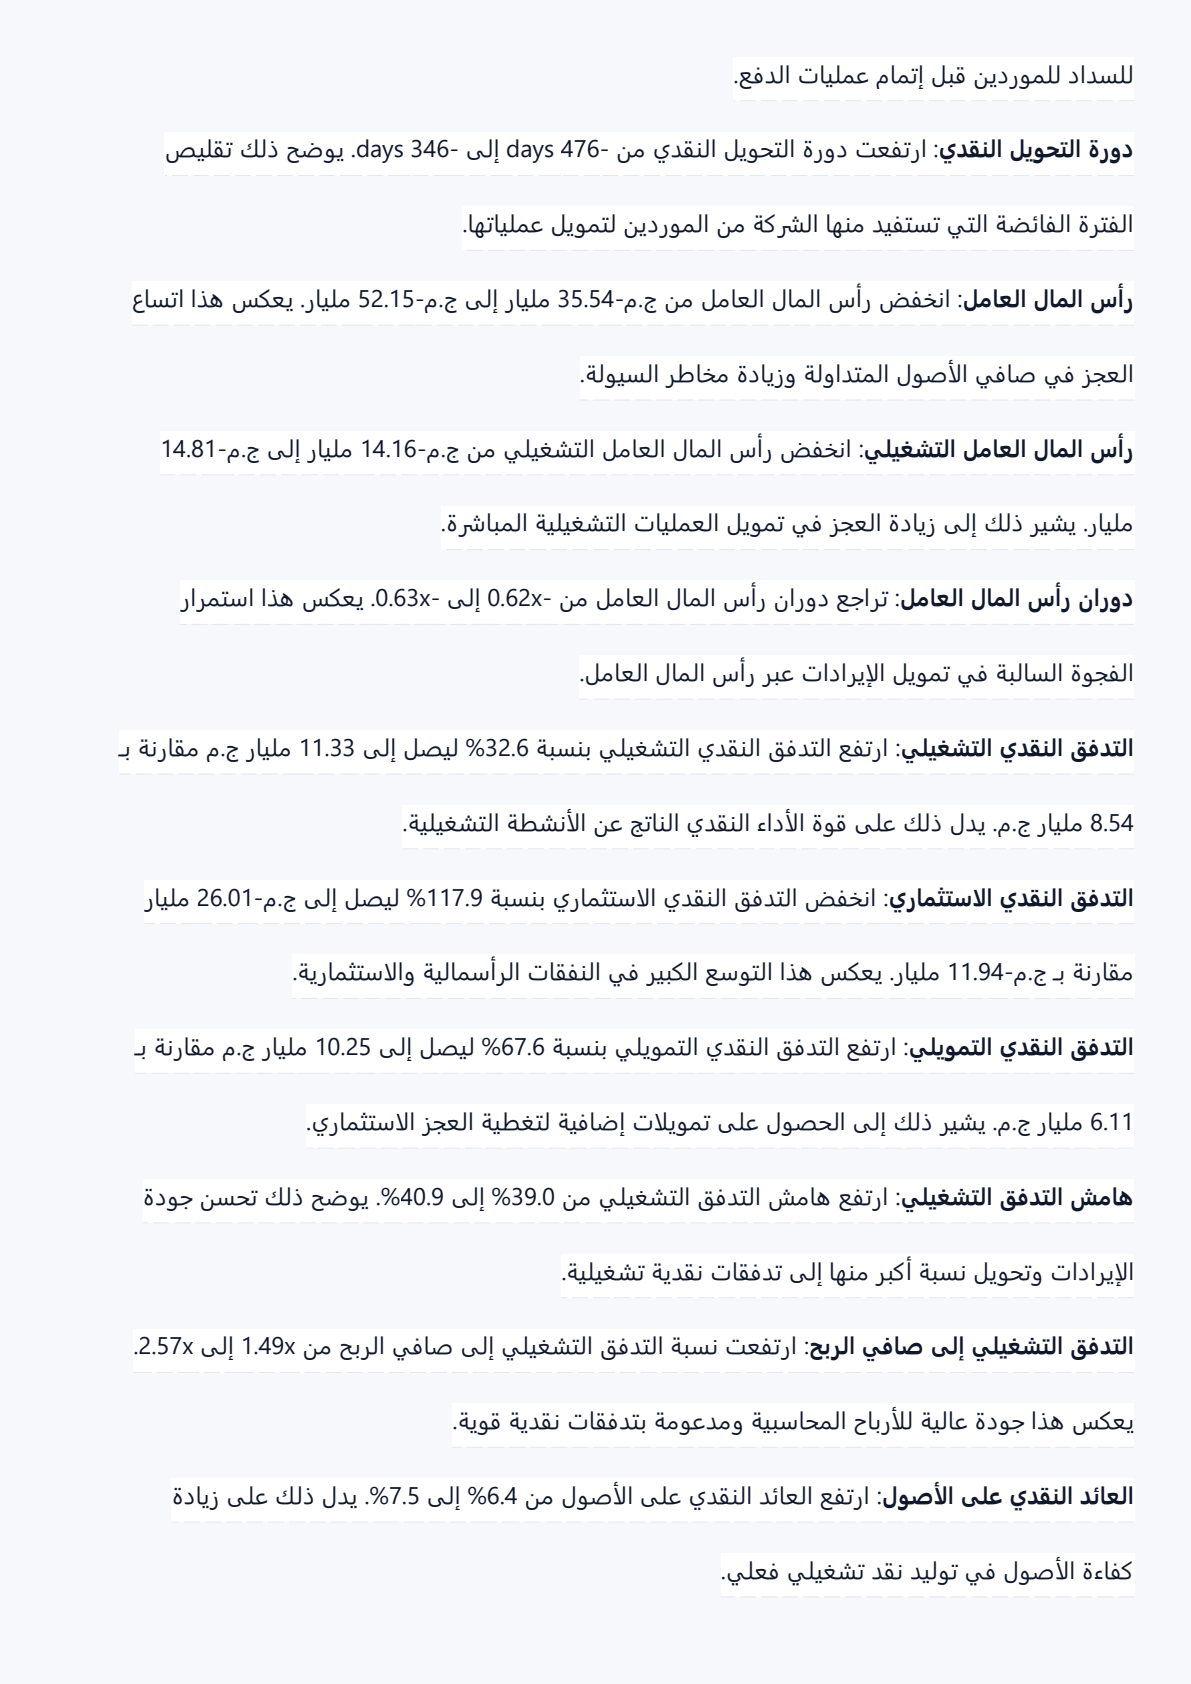 للسداد للموردين قبل إتمام عمليات الدفع.
دورة التحويل النقدي: ارتفعت دورة التحويل النقدي من -476 days إلى -346 days. يوضح ذلك تقليص
الفترة الفائضة التي تستفيد منها الشركة من الموردين لتمويل عملياتها.
رأس المال العامل: انخفض رأس المال العامل من ج.م-35.54 مليار إلى ج.م-52.15 مليار. يعكس هذا اتساع
العجز في صافي الأصول المتداولة وزيادة مخاطر السيولة.
رأس المال العامل التشغيلي: انخفض رأس المال العامل التشغيلي من ج.م-14.16 مليار إلى ج.م-14.81
مليار. يشير ذلك إلى زيادة العجز في تمويل العمليات التشغيلية المباشرة.
دوران رأس المال العامل: تراجع دوران رأس المال العامل من -0.62x إلى -0.63x. يعكس هذا استمرار
الفجوة السالبة في تمويل الإيرادات عبر رأس المال العامل.
التدفق النقدي التشغيلي: ارتفع التدفق النقدي التشغيلي بنسبة 32.6% ليصل إلى 11.33 مليار ج.م مقارنة بـ
8.54 مليار ج.م. يدل ذلك على قوة الأداء النقدي الناتج عن الأنشطة التشغيلية.
التدفق النقدي الاستثماري: انخفض التدفق النقدي الاستثماري بنسبة 117.9% ليصل إلى ج.م-26.01 مليار
مقارنة بـ ج.م-11.94 مليار. يعكس هذا التوسع الكبير في النفقات الرأسمالية والاستثمارية.
التدفق النقدي التمويلي: ارتفع التدفق النقدي التمويلي بنسبة 67.6% ليصل إلى 10.25 مليار ج.م مقارنة بـ
6.11 مليار ج.م. يشير ذلك إلى الحصول على تمويلات إضافية لتغطية العجز الاستثماري.
هامش التدفق التشغيلي: ارتفع هامش التدفق التشغيلي من 39.0% إلى 40.9%. يوضح ذلك تحسن جودة
الإيرادات وتحويل نسبة أكبر منها إلى تدفقات نقدية تشغيلية.
التدفق التشغيلي إلى صافي الربح: ارتفعت نسبة التدفق التشغيلي إلى صافي الربح من 1.49x إلى 2.57x.
يعكس هذا جودة عالية للأرباح المحاسبية ومدعومة بتدفقات نقدية قوية.
العائد النقدي على الأصول: ارتفع العائد النقدي على الأصول من 6.4% إلى 7.5%. يدل ذلك على زيادة
كفاءة الأصول في توليد نقد تشغيلي فعلي.